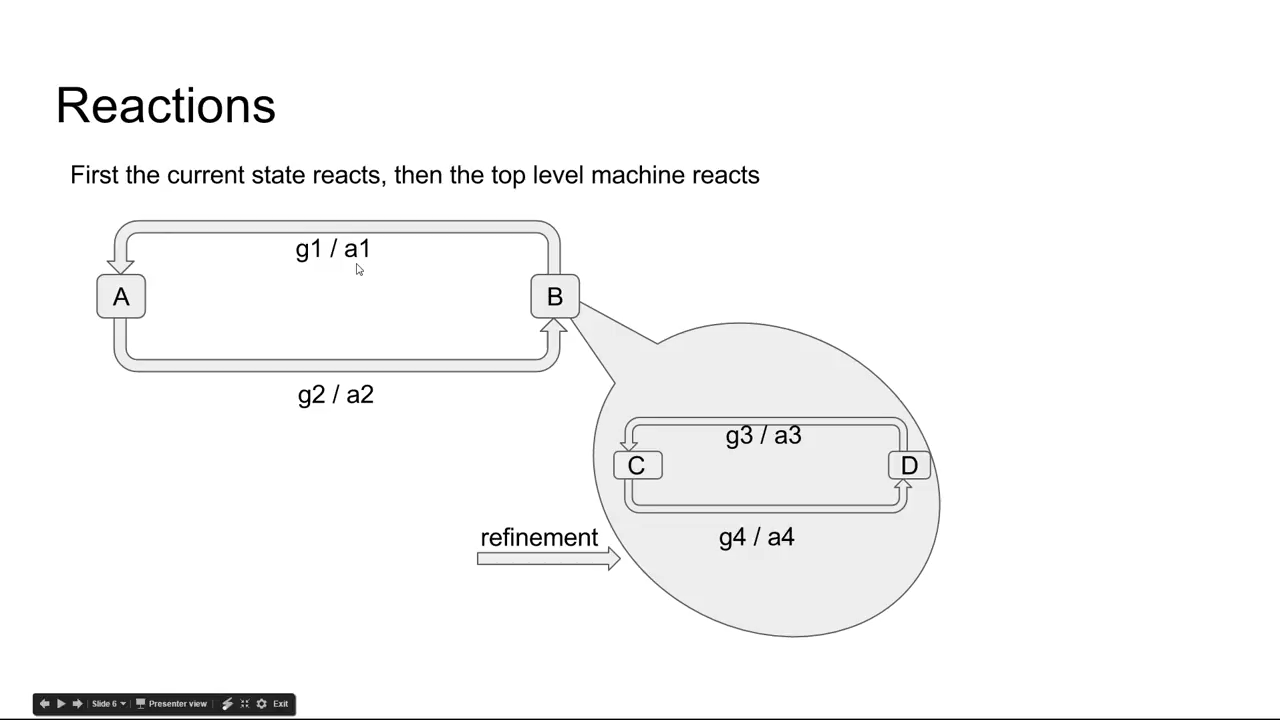 Reactions
First the current state reacts, then the top level machine reacts
g1 / a1
A
B
g2 / a2
g3 / a3
C
D
refinement
g4 / a4
Slide 6
Presenter view
Exit